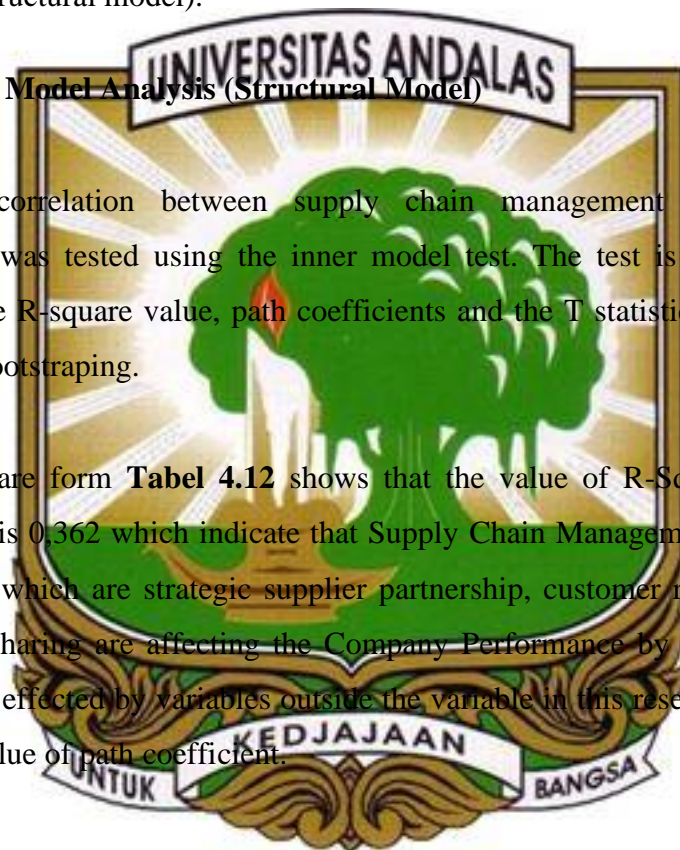 ructural model).
UNIVERSITAS ANDALAS
Model Analysis (Structural Model)
correlation between supply chain management
was tested using the inner model test. The test is
e R-square value, path coefficients and the T statistic
ootstraping.
are form Tabel 4.12 shows that the value of R-Sq
is 0,362 which indicate that Supply Chain Managem
which are strategic supplier partnership, customer r
haring are affecting the Company Performance by
effected by variables outside the variable in this rese
lue of path coefficient.
UNTUK KEDJAJAAN BANGSA